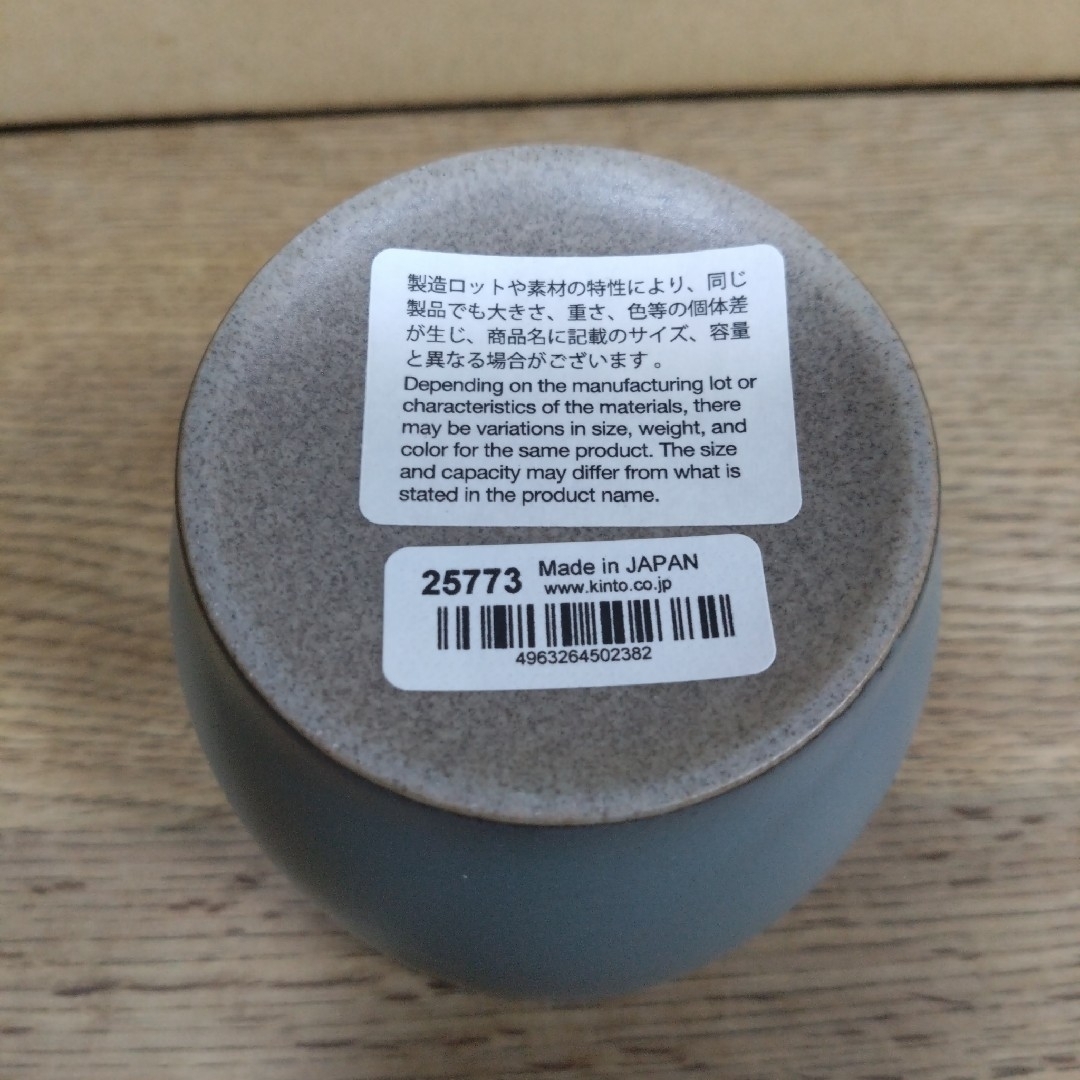 製造ロットや素材の特性により、同じ
製品でも大きさ、重さ、色等の個体差
が生じ、商品名に記載のサイズ、容量
と異なる場合がございます。
Depending on the manufacturing lot or
characteristics of the materials, there
may be variations in size, weight, and
color for the same product. The size
and capacity may differ from what is
stated in the product name.
25773 Made in JAPAN
www.kinto.co.jp
4963264502382